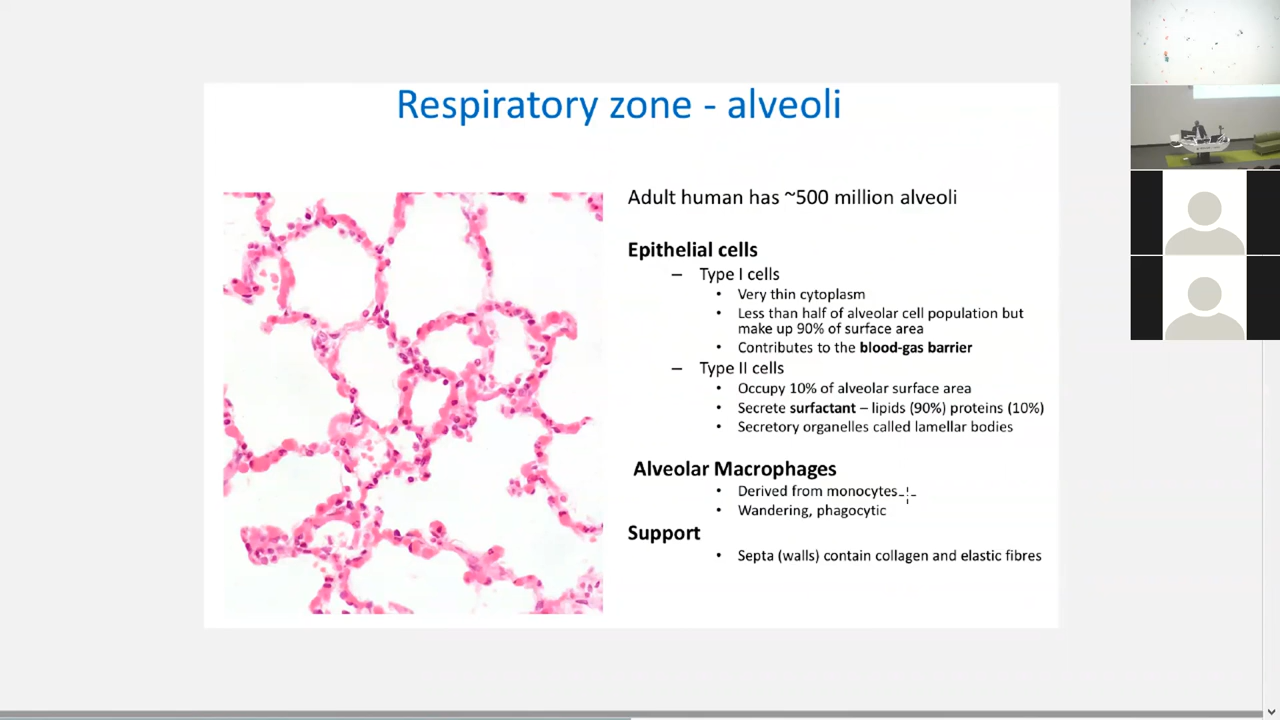 Respiratory zone - alveoli
Adult human has ~500 million alveoli
Epithelial cells
– Type I cells
• Very thin cytoplasm
• Less than half of alveolar cell population but
make up 90% of surface area
• Contributes to the blood-gas barrier
– Type II cells
• Occupy 10% of alveolar surface area
• Secrete surfactant – lipids (90%) proteins (10%)
• Secretory organelles called lamellar bodies
Alveolar Macrophages
• Derived from monocytes
• Wandering, phagocytic
Support
• Septa (walls) contain collagen and elastic fibres